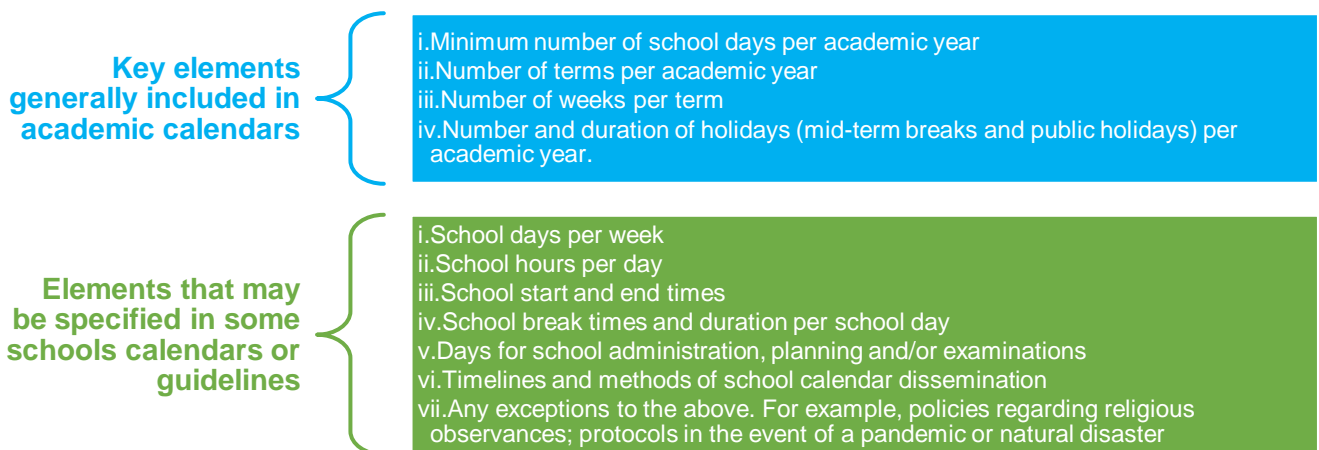 Key elements
generally included in
academic calendars
i.Minimum number of school days per academic year
ii.Number of terms per academic year
iii.Number of weeks per term
iv.Number and duration of holidays (mid-term breaks and public holidays) per
academic year.
Elements that may
be specified in some
schools calendars or
guidelines
i.School days per week
ii.School hours per day
iii.School start and end times
iv.School break times and duration per school day
v.Days for school administration, planning and/or examinations
vi.Timelines and methods of school calendar dissemination
vii.Any exceptions to the above. For example, policies regarding religious
observances; protocols in the event of a pandemic or natural disaster